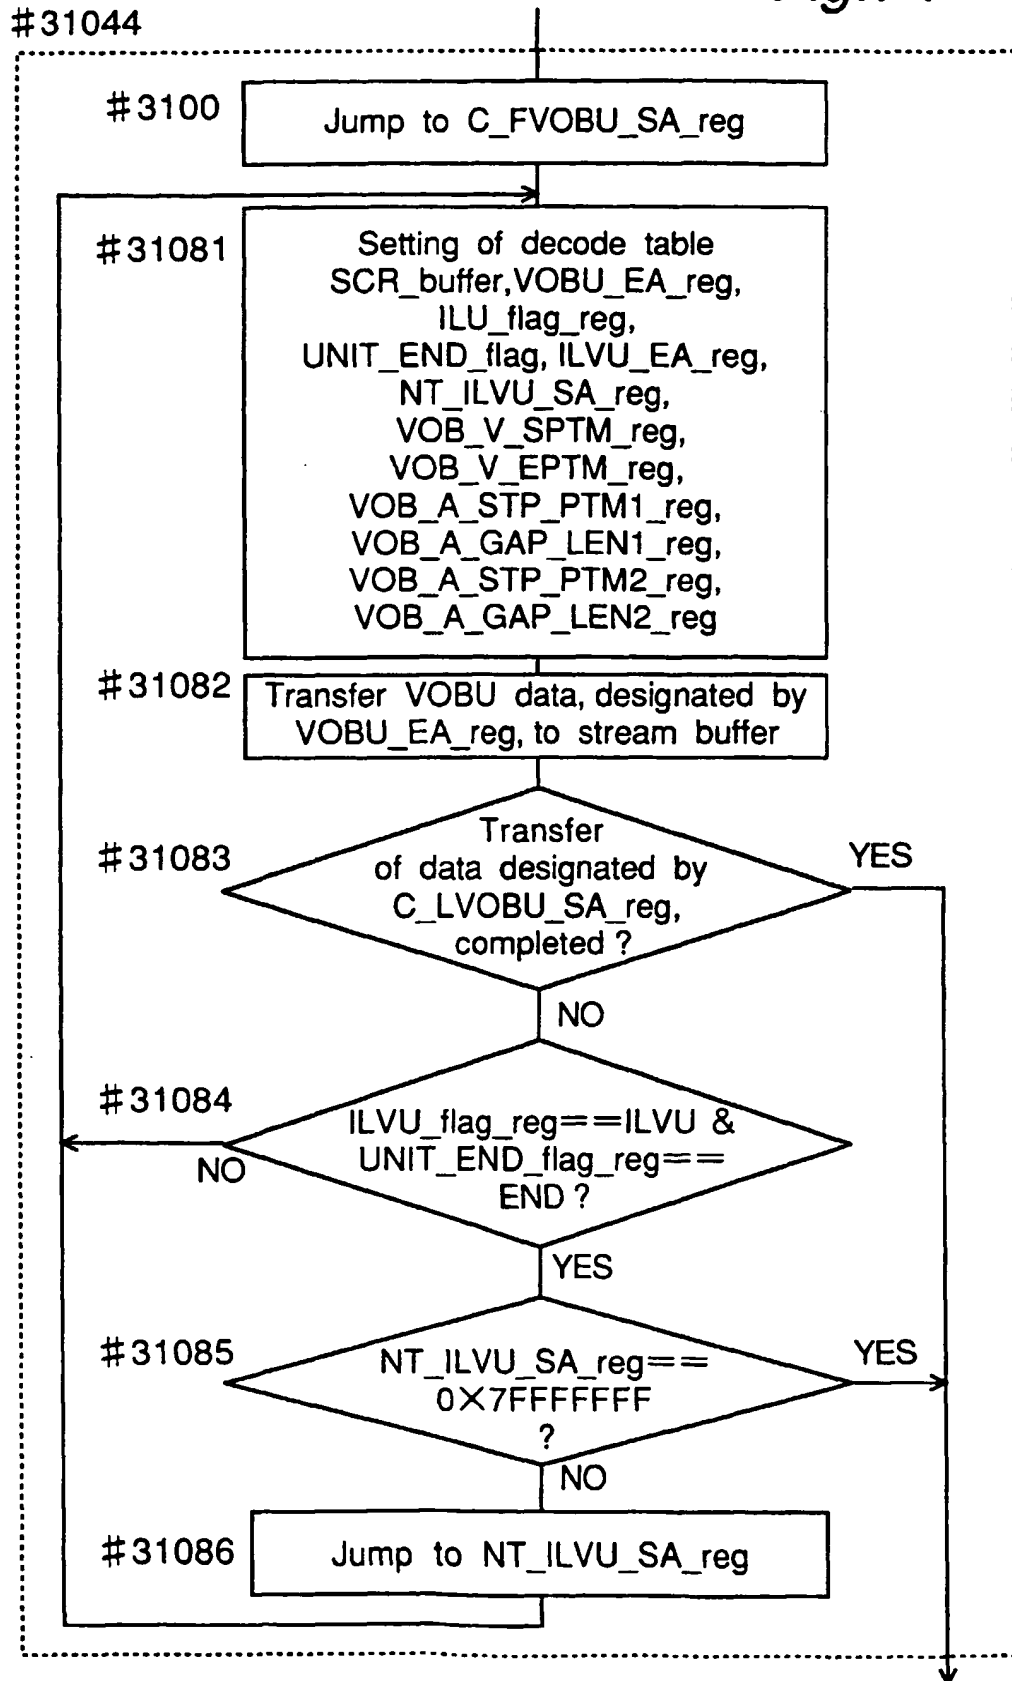 #31044
#3100
Jump to C_FVOBU_SA_reg
#31081
Setting of decode table
SCR_buffer,VOBU_EA_reg,
ILU_flag_reg,
UNIT_END_flag, ILVU_EA_reg,
NT_ILVU_SA_reg,
VOB_V_SPTM_reg,
VOB_V_EPTM_reg,
VOB_A_STP_PTM1_reg,
VOB_A_GAP_LEN1_reg,
VOB_A_STP_PTM2_reg,
VOB_A_GAP_LEN2_reg
#31082
Transfer VOBU data, designated by
VOBU_EA_reg, to stream buffer
#31083
Transfer
of data designated by
C_LVOBU_SA_reg,
completed ?
YES
NO
#31084
ILVU_flag_reg==ILVU &
UNIT_END_flag_reg==
END ?
NO
YES
#31085
NT_ILVU_SA_reg==
0X7FFFFFFF
?
YES
NO
#31086
Jump to NT_ILVU_SA_reg